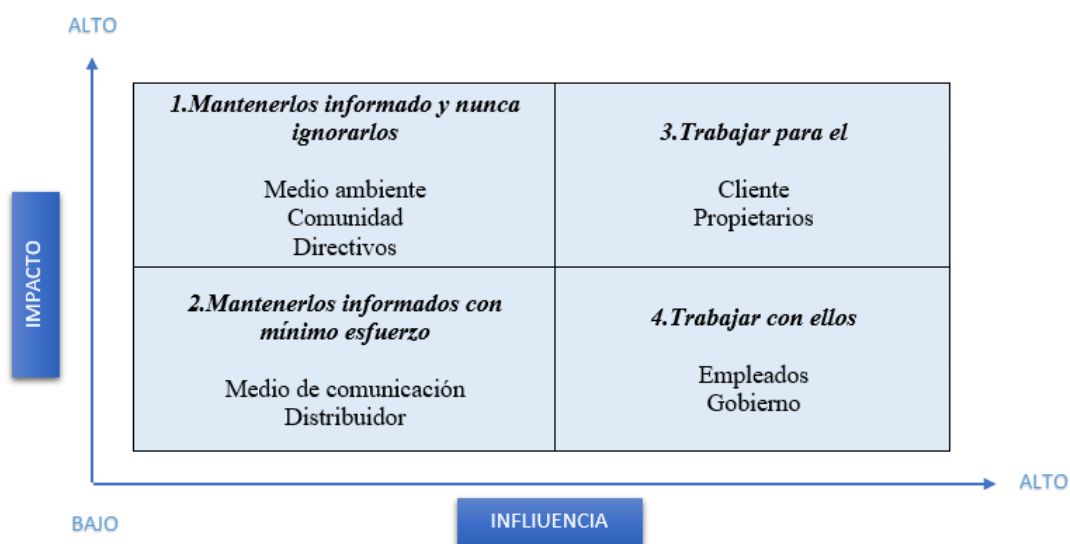 ALTO
1.Mantenerlos informado y nunca
ignorarlos
Medio ambiente
Comunidad
Directivos
3.Trabajar para el
Cliente
Propietarios
IMPACTO
2.Mantenerlos informados con
mínimo esfuerzo
Medio de comunicación
Distribuidor
4.Trabajar con ellos
Empleados
Gobierno
ALTO
BAJO
INFLIUENCIA